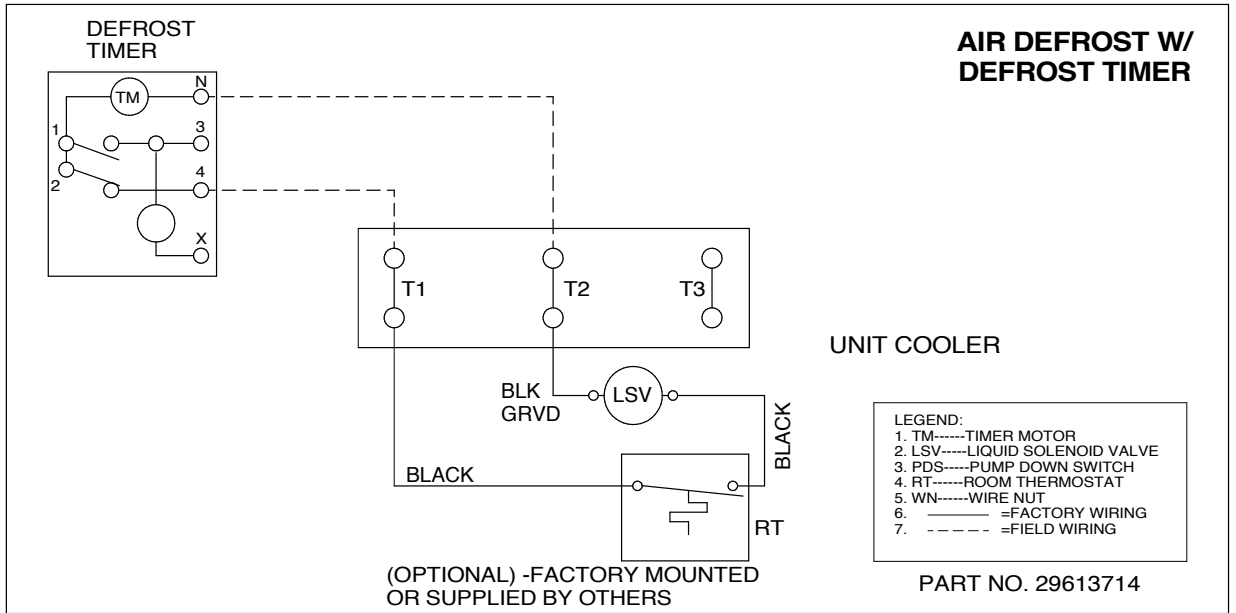 DEFROST
TIMER
AIR DEFROST W/
DEFROST TIMER
TM
N
1
3
2
4
X
T1
T2
T3
UNIT COOLER
BLK
GRVD
LSV
BLACK
BLACK
RT
(OPTIONAL) -FACTORY MOUNTED
OR SUPPLIED BY OTHERS
LEGEND:
1. TM------TIMER MOTOR
2. LSV-----LIQUID SOLENOID VALVE
3. PDS-----PUMP DOWN SWITCH
4. RT------ROOM THERMOSTAT
5. WN------WIRE NUT
6. ———— =FACTORY WIRING
7. – – – – – =FIELD WIRING
PART NO. 29613714